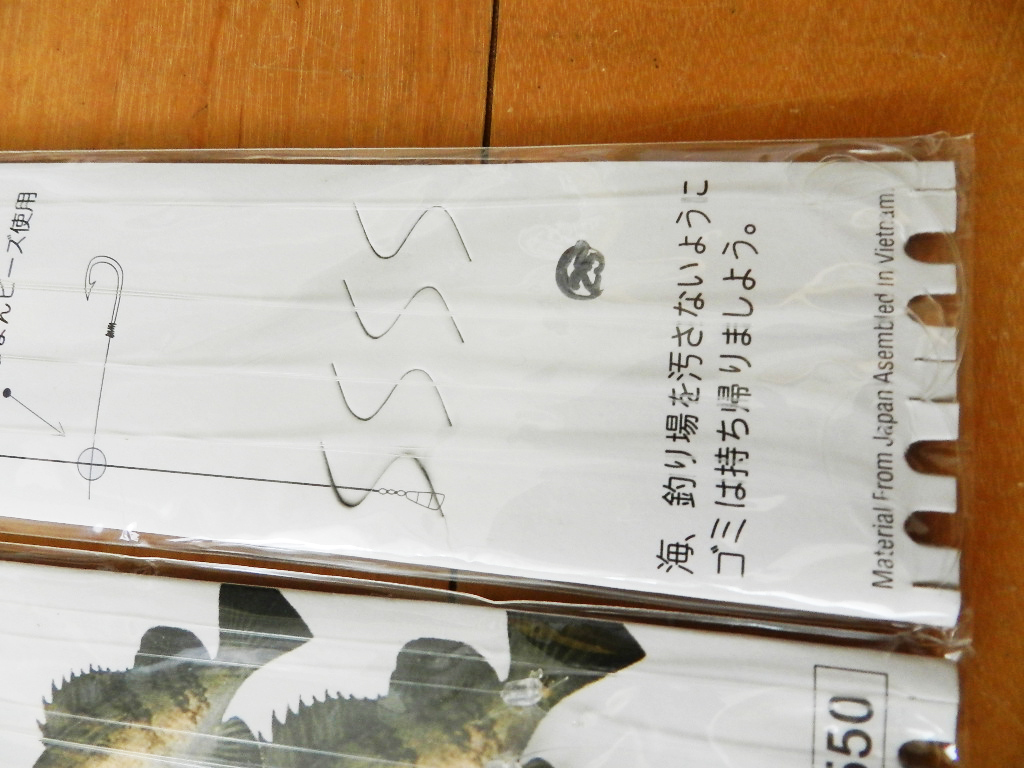 ビーズ使用
海、釣り場を汚さないように
ゴミは持ち帰りましょう。
Material From Japan Asembled in Vietnam.
550